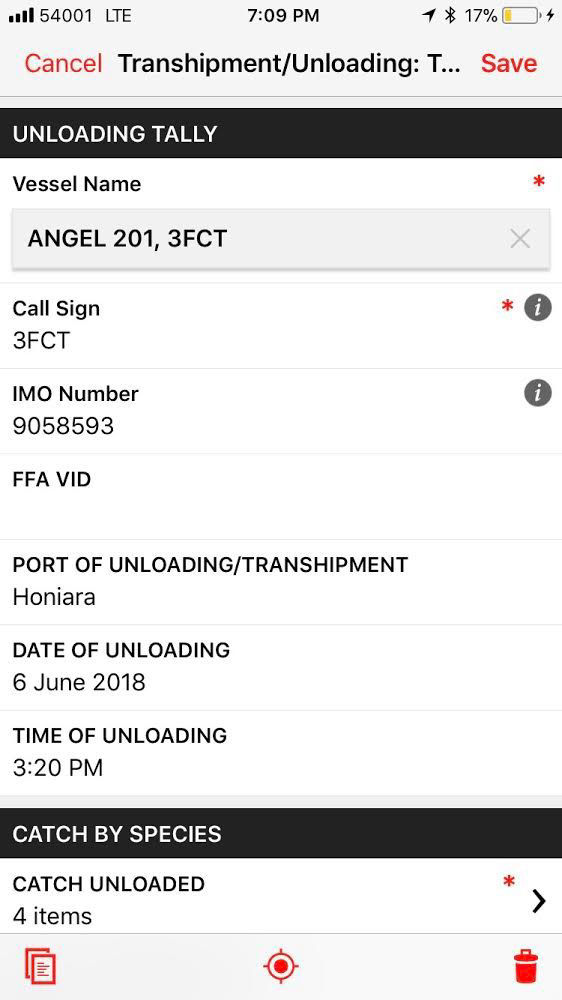 54001 LTE 7:09 PM 17%
Cancel Transhipment/Unloading: T... Save
UNLOADING TALLY
Vessel Name *
ANGEL 201, 3FCT
Call Sign * i
3FCT
IMO Number i
9058593
FFA VID
PORT OF UNLOADING/TRANSHIPMENT
Honiara
DATE OF UNLOADING
6 June 2018
TIME OF UNLOADING
3:20 PM
CATCH BY SPECIES
CATCH UNLOADED *
4 items